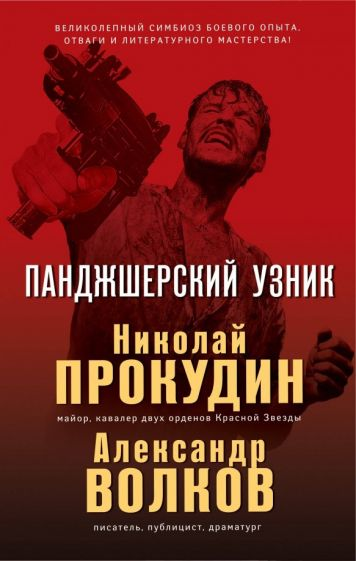 ВЕЛИКОЛЕПНЫЙ СИМБИОЗ БОЕВОГО ОПЫТА,
ОТВАГИ И ЛИТЕРАТУРНОГО МАСТЕРСТВА!
ПАНДЖШЕРСКИЙ УЗНИК
Николай
ПРОКУДИН
майор, кавалер двух орденов Красной Звезды
Александр
ВОЛКОВ
писатель, публицист, драматург